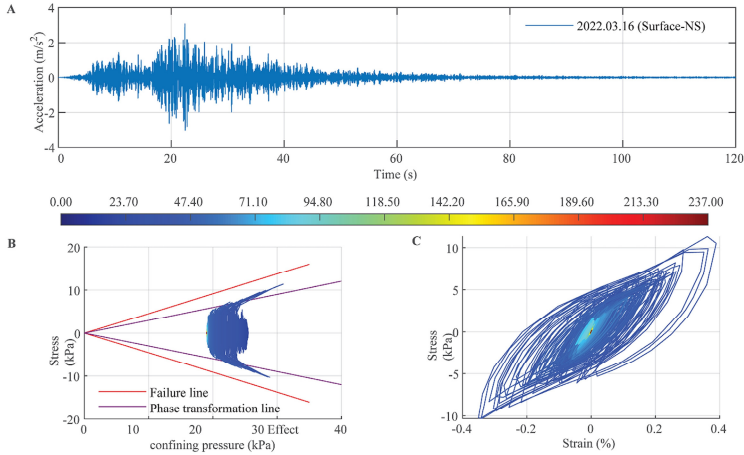 A
Acceleration (m/s²)
4
2
0
-2
-4
2022.03.16 (Surface-NS)
0 20 40 60 80 100 120
Time (s)
0.00 23.70 47.40 71.10 94.80 118.50 142.20 165.90 189.60 213.30 237.00
B
Stress
(kPa)
20
10
0
-10
-20
Failure line
Phase transformation line
0 10 20 30 Effect 40
confining pressure (kPa)
C
Stress
(kPa)
10
5
-0
-5
-10
-0.4 -0.2 0 0.2 0.4
Strain (%)